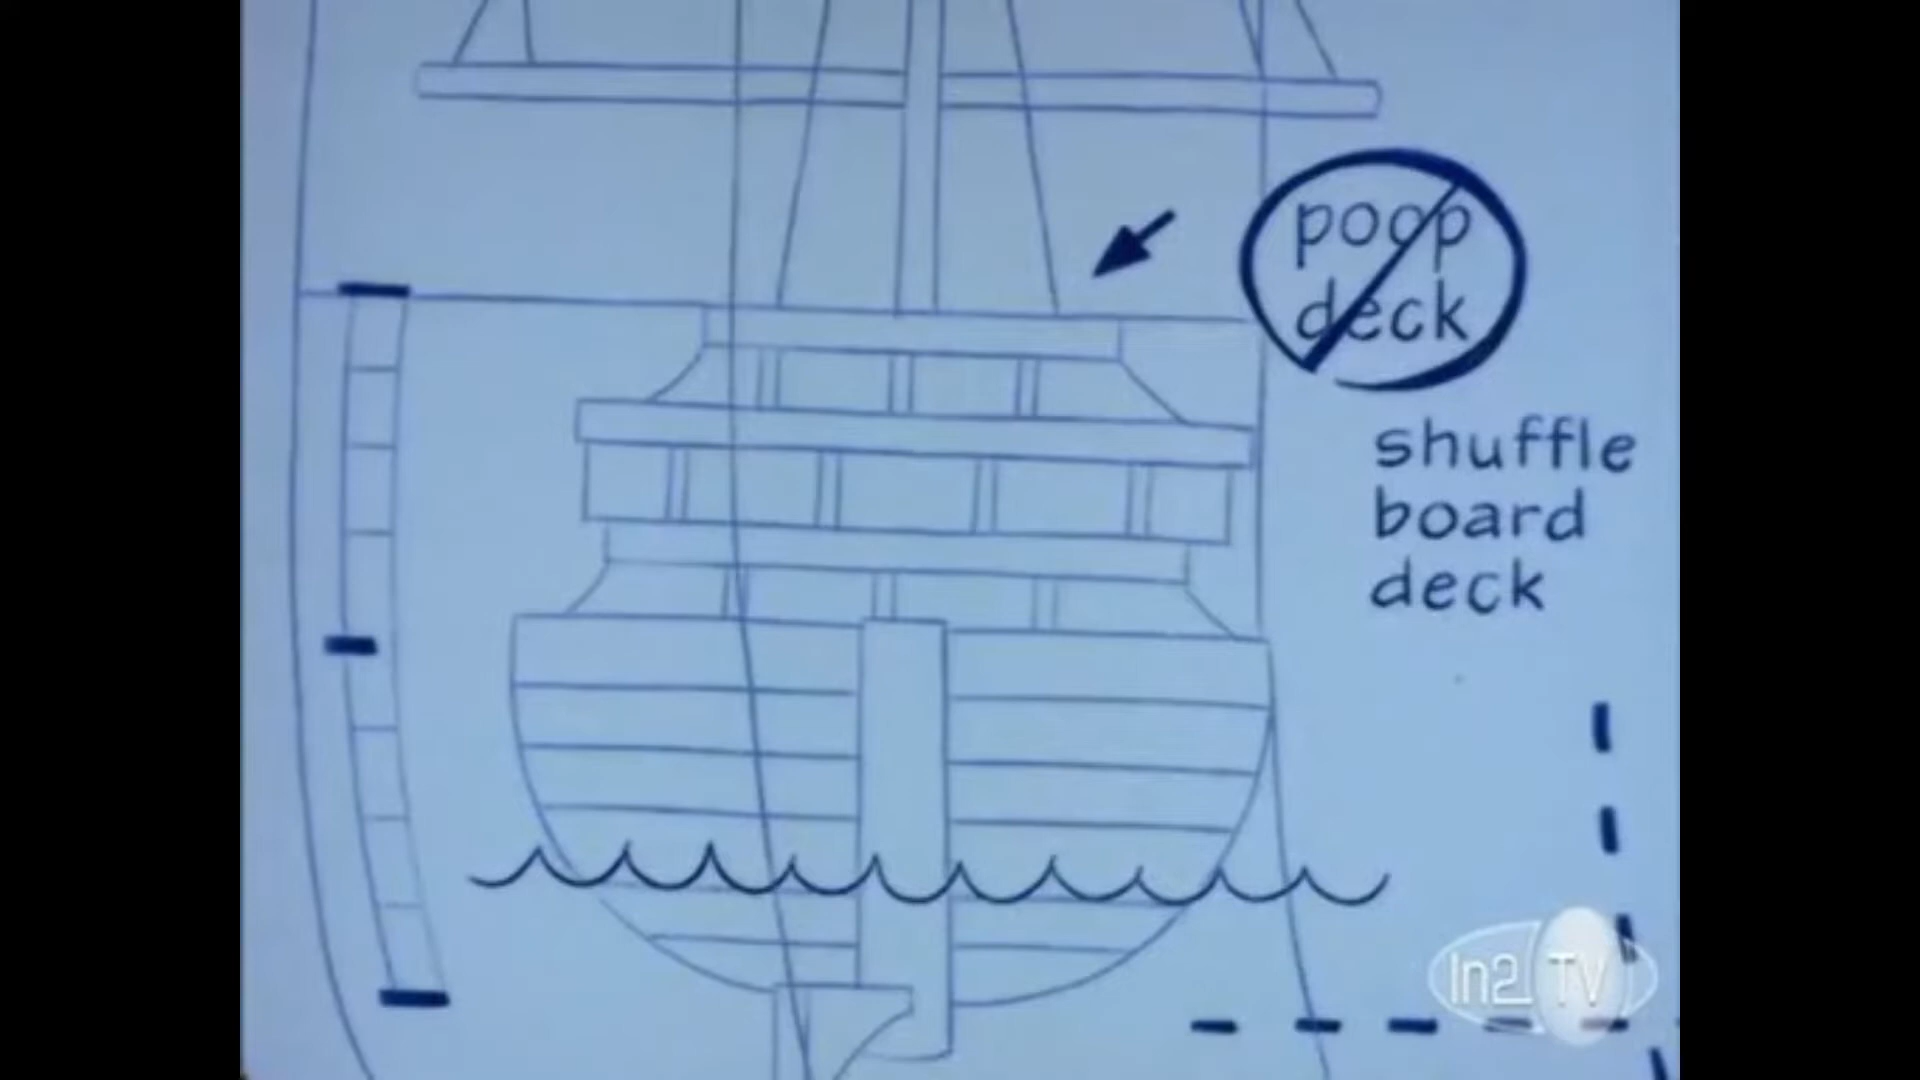 poop
deck
shuffle
board
deck
In2TV